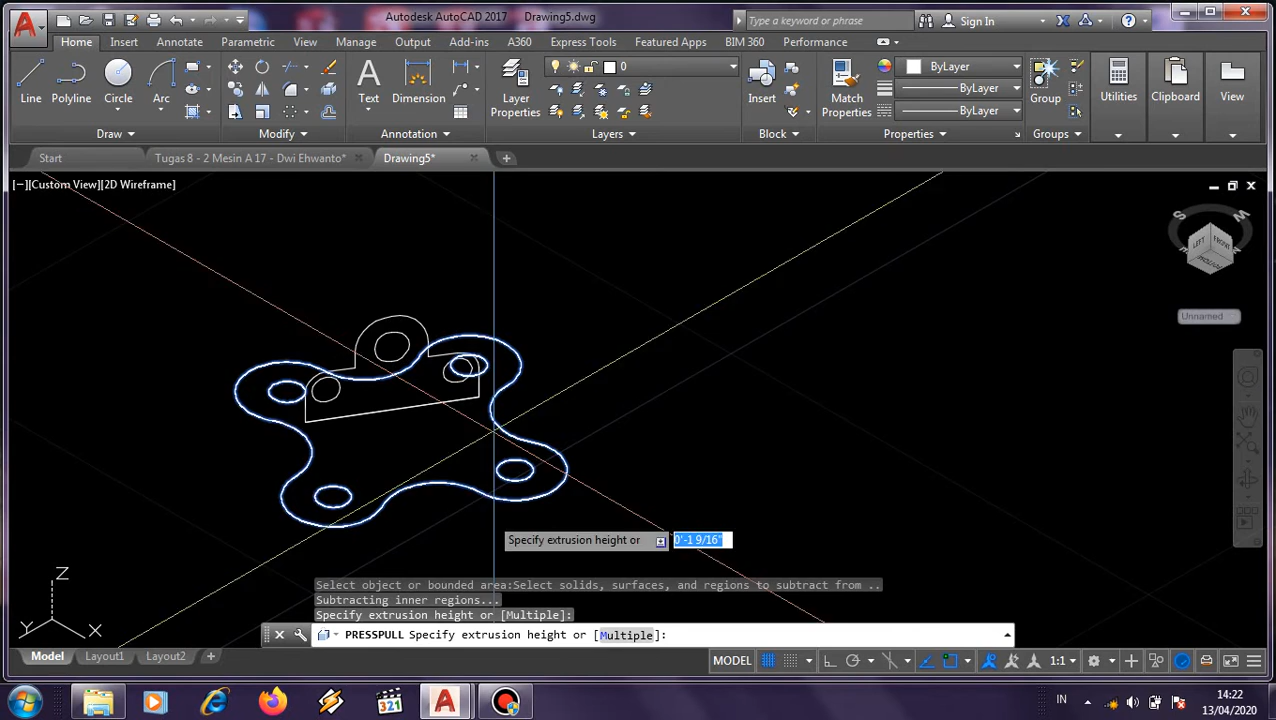 Autodesk AutoCAD 2017 Drawing5.dwg
Type a keyword or phrase
Sign In
Home Insert Annotate Parametric View Manage Output Add-ins A360 Express Tools Featured Apps BIM 360 Performance
0
ByLayer
ByLayer
ByLayer
Line Polyline Circle Arc Text Dimension Layer Properties Insert Match Properties Group Utilities Clipboard View
Draw Modify Annotation Layers Block Properties Groups
Start Tugas 8 - 2 Mesin A 17 - Dwi Ehwanto* Drawing5*
[−][Custom View][2D Wireframe]
S
LEFT FRONT
Unnamed
Specify extrusion height or 0'-1 9/16"
Z
Y X
Select object or bounded area:Select solids, surfaces, and regions to subtract from ..
Subtracting inner regions...
Specify extrusion height or [Multiple]:
PRESSPULL Specify extrusion height or [Multiple]:
Model Layout1 Layout2
MODEL 1:1
321
IN
14:22
13/04/2020